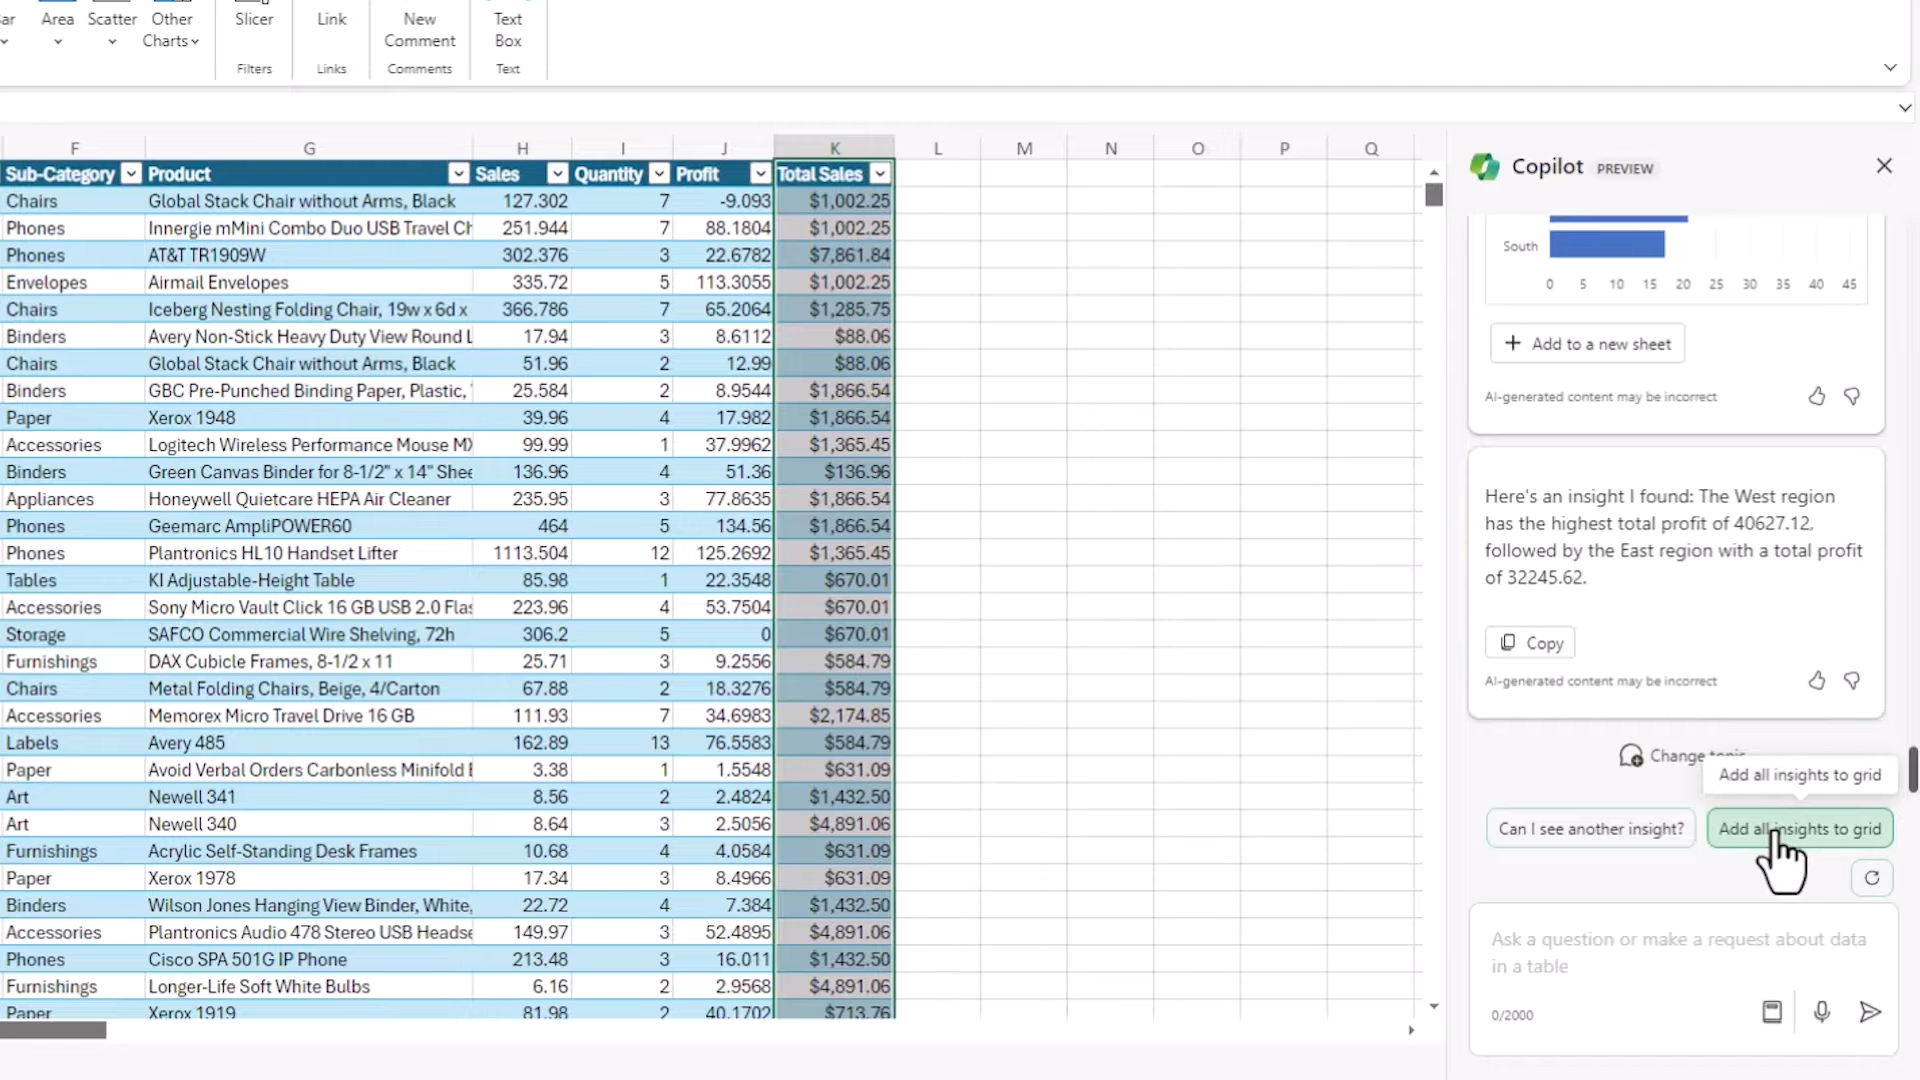 ar Area Scatter Other Charts Slicer Link New Comment Text Box
Filters Links Comments Text
F G H I J K L M N O P Q
Sub-Category Product Sales Quantity Profit Total Sales
Chairs Global Stack Chair without Arms, Black 127.302 7 -9.093 $1,002.25
Phones Innergie mMini Combo Duo USB Travel Ch 251.944 7 88.1804 $1,002.25
Phones AT&T TR1909W 302.376 3 22.6782 $7,861.84
Envelopes Airmail Envelopes 335.72 5 113.3055 $1,002.25
Chairs Iceberg Nesting Folding Chair, 19w x 6d x 366.786 7 65.2064 $1,285.75
Binders Avery Non-Stick Heavy Duty View Round L 17.94 3 8.6112 $88.06
Chairs Global Stack Chair without Arms, Black 51.96 2 12.99 $88.06
Binders GBC Pre-Punched Binding Paper, Plastic, 25.584 2 8.9544 $1,866.54
Paper Xerox 1948 39.96 4 17.982 $1,866.54
Accessories Logitech Wireless Performance Mouse MX 99.99 1 37.9962 $1,365.45
Binders Green Canvas Binder for 8-1/2" x 14" Shee 136.96 4 51.36 $136.96
Appliances Honeywell Quietcare HEPA Air Cleaner 235.95 3 77.8635 $1,866.54
Phones Geemarc AmpliPOWER60 464 5 134.56 $1,866.54
Phones Plantronics HL10 Handset Lifter 1113.504 12 125.2692 $1,365.45
Tables KI Adjustable-Height Table 85.98 1 22.3548 $670.01
Accessories Sony Micro Vault Click 16 GB USB 2.0 Flas 223.96 4 53.7504 $670.01
Storage SAFCO Commercial Wire Shelving, 72h 306.2 5 0 $670.01
Furnishings DAX Cubicle Frames, 8-1/2 x 11 25.71 3 9.2556 $584.79
Chairs Metal Folding Chairs, Beige, 4/Carton 67.88 2 18.3276 $584.79
Accessories Memorex Micro Travel Drive 16 GB 111.93 7 34.6983 $2,174.85
Labels Avery 485 162.89 13 76.5583 $584.79
Paper Avoid Verbal Orders Carbonless Minifold 3.38 1 1.5548 $631.09
Art Newell 341 8.56 2 2.4824 $1,432.50
Art Newell 340 8.64 3 2.5056 $4,891.06
Furnishings Acrylic Self-Standing Desk Frames 10.68 4 4.0584 $631.09
Paper Xerox 1978 17.34 3 8.4966 $631.09
Binders Wilson Jones Hanging View Binder, White, 22.72 4 7.384 $1,432.50
Accessories Plantronics Audio 478 Stereo USB Headse 149.97 3 52.4895 $4,891.06
Phones Cisco SPA 501G IP Phone 213.48 3 16.011 $1,432.50
Furnishings Longer-Life Soft White Bulbs 6.16 2 2.9568 $4,891.06
Paper Xerox 1919 81.98 2 40.1702 $713.76
Copilot PREVIEW
South
0 5 10 15 20 25 30 35 40 45
+ Add to a new sheet
AI-generated content may be incorrect
Here's an insight I found: The West region
has the highest total profit of 40627.12,
followed by the East region with a total profit
of 32245.62.
Copy
AI-generated content may be incorrect
Change topic
Add all insights to grid
Can I see another insight? Add all insights to grid
Ask a question or make a request about data
in a table
0/2000